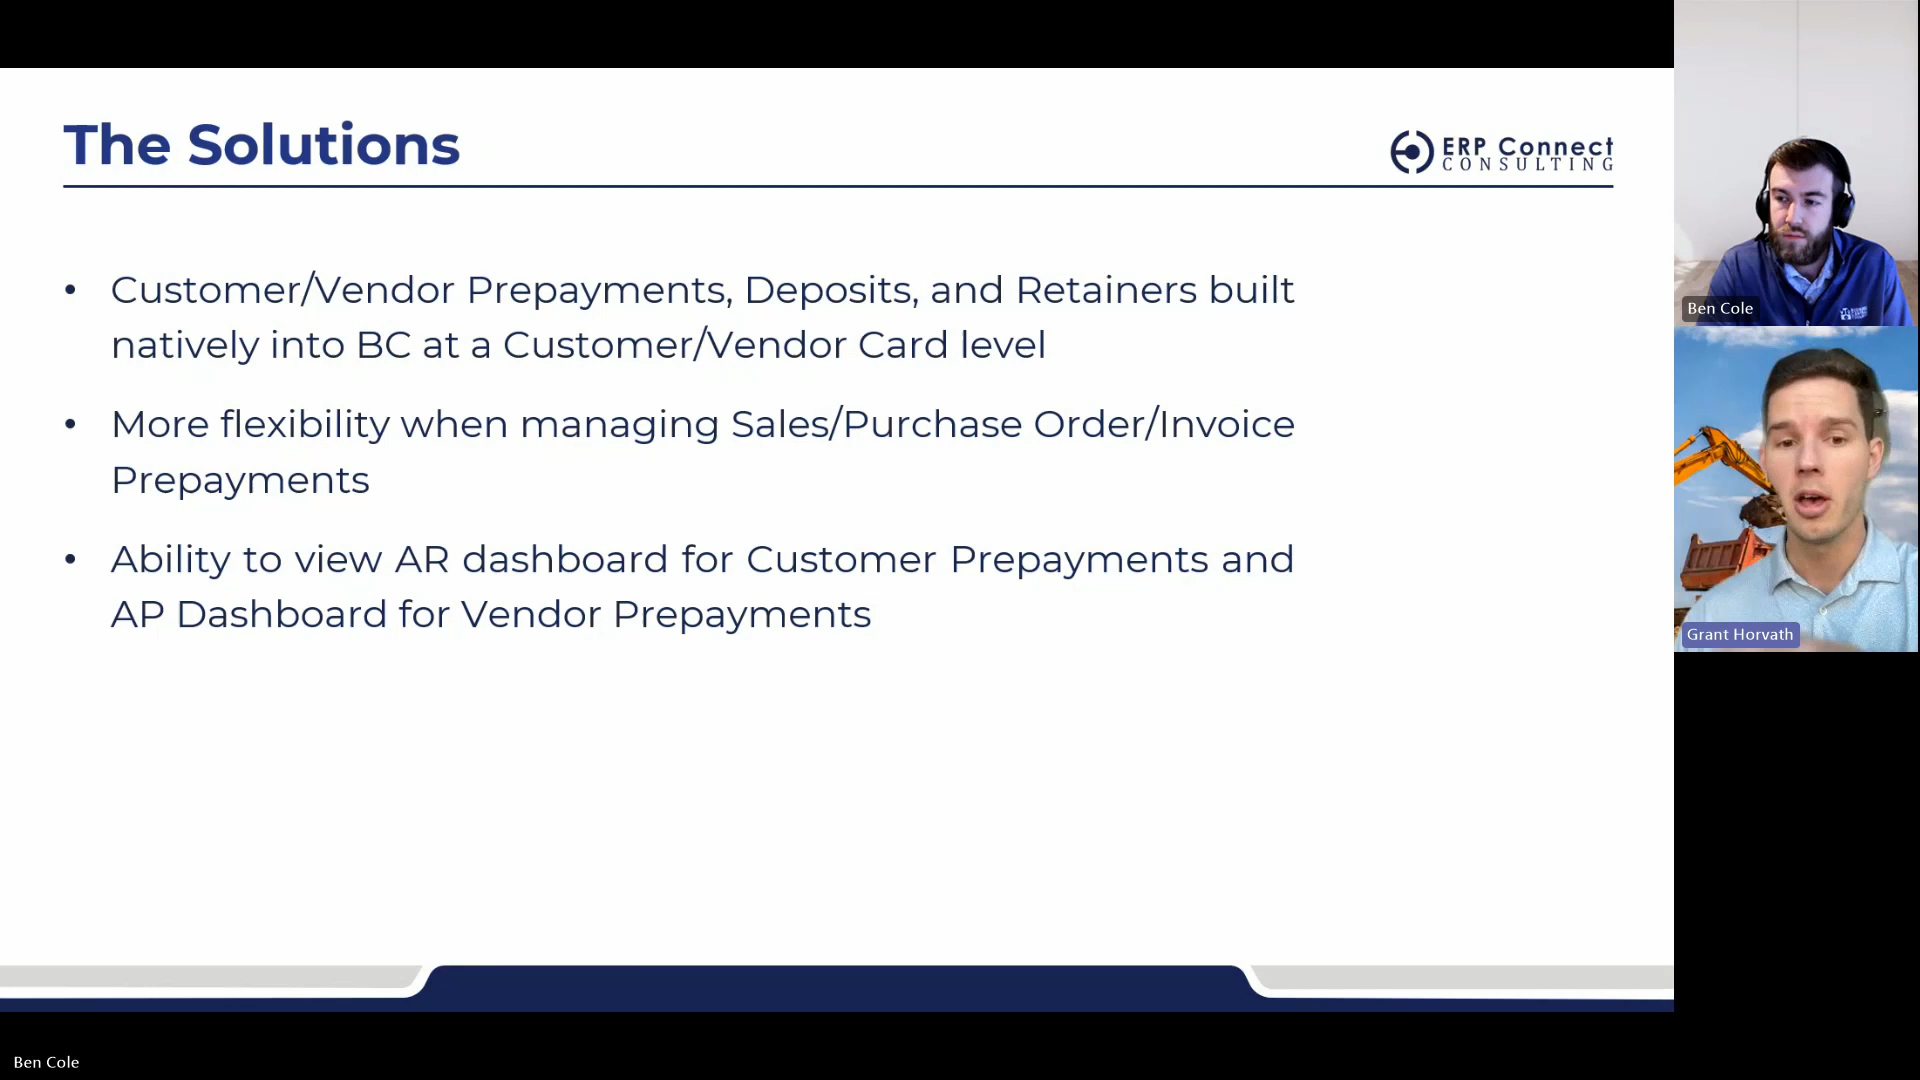 The Solutions
ERP Connect
CONSULTING
• Customer/Vendor Prepayments, Deposits, and Retainers built
natively into BC at a Customer/Vendor Card level
• More flexibility when managing Sales/Purchase Order/Invoice
Prepayments
• Ability to view AR dashboard for Customer Prepayments and
AP Dashboard for Vendor Prepayments
Ben Cole
Grant Horvath
Ben Cole